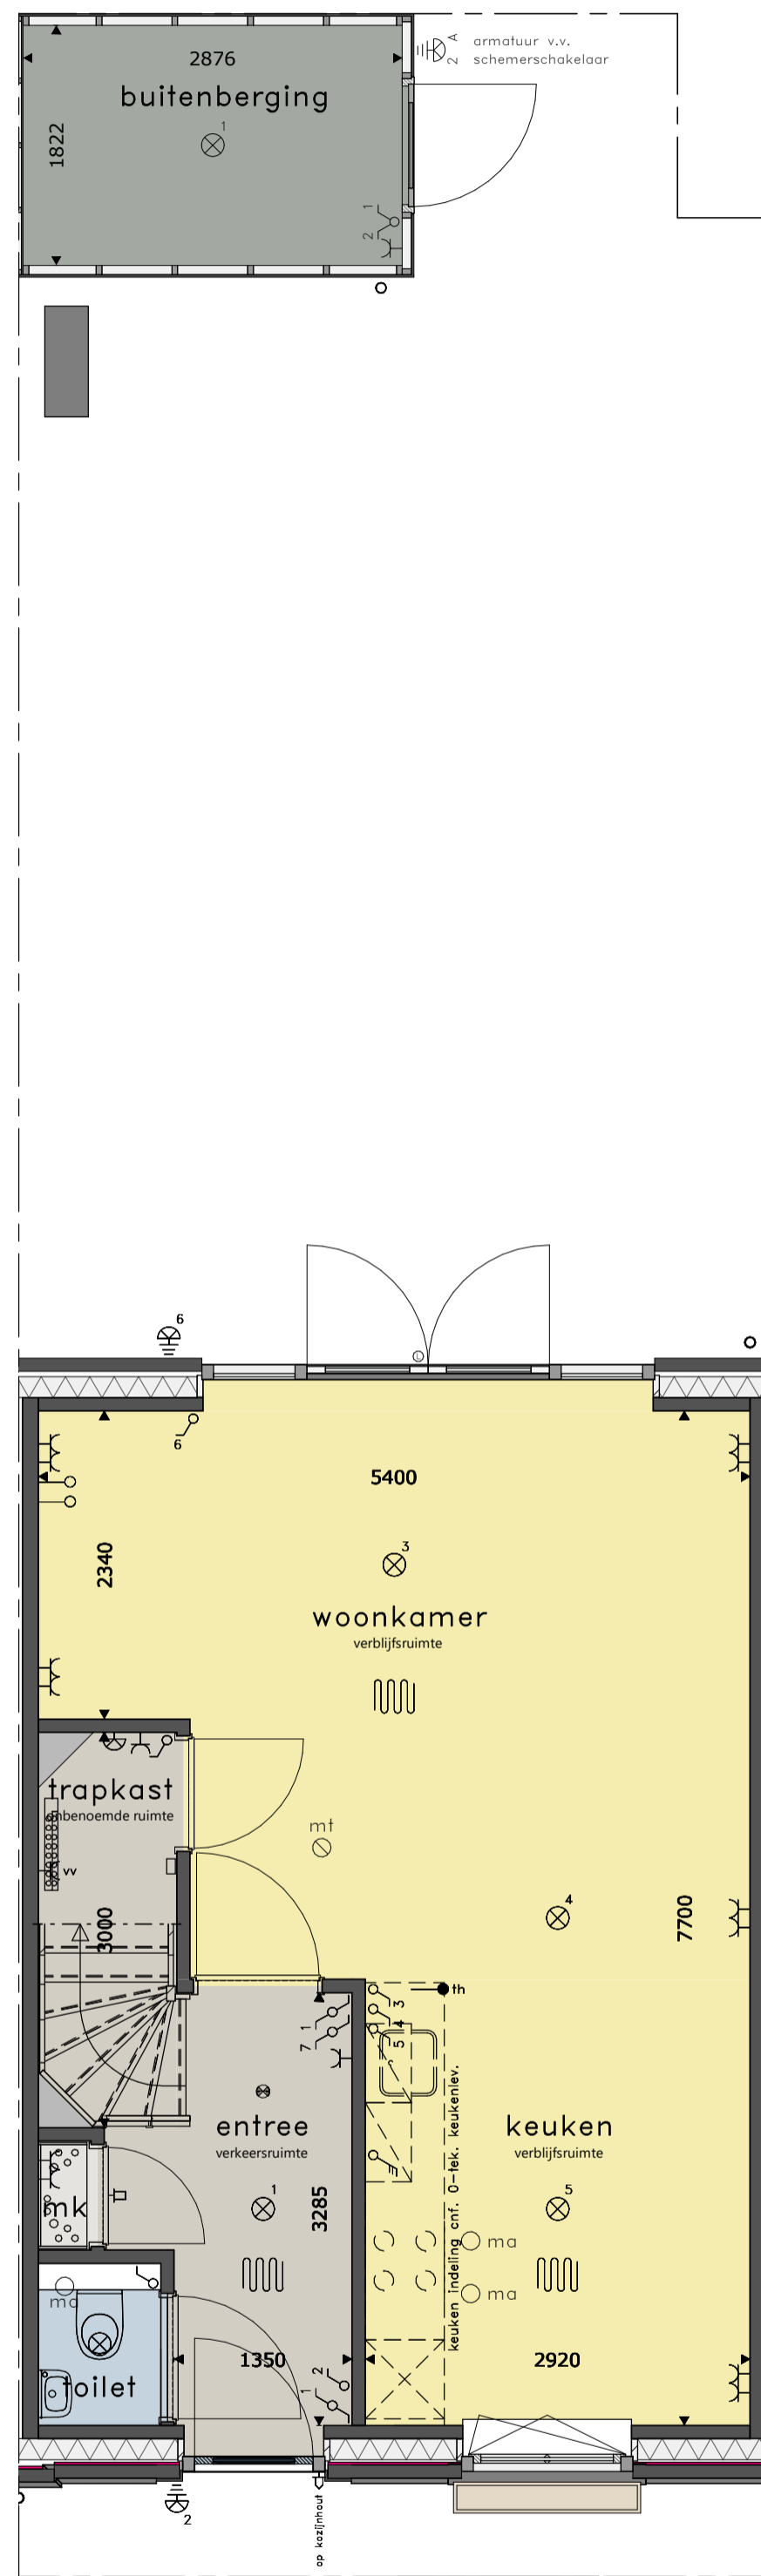 2876
buitenberging
1
1822
1
2
A
2
armatuur v.v.
schemerschakelaar
6
6
5400
2340
3
woonkamer
verblijfsruimte
trapkast
onbenoemde ruimte
vv
3000
mt
4
7700
th
3
4
5
1
7
entree
verkeersruimte
keuken
verblijfsruimte
mk
1
3285
5
ma
ma
keuken indeling cnf. 0-tek. keukenlev.
ma
toilet
1350
2920
2
1
2
op kozijnhout